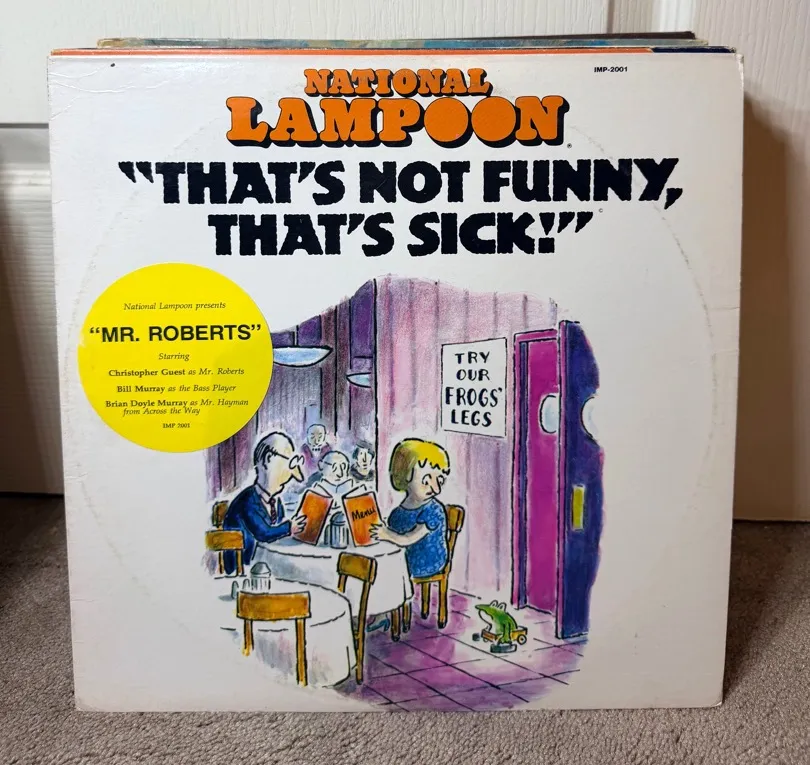 IMP-2001
NATIONAL
LAMPOON®
"THAT'S NOT FUNNY,
THAT'S SICK!"©
National Lampoon presents
"MR. ROBERTS"
Starring
Christopher Guest as Mr. Roberts
Bill Murray as the Bass Player
Brian Doyle Murray as Mr. Hayman
from Across the Way
IMP 2001
TRY
OUR
FROGS'
LEGS
Menu